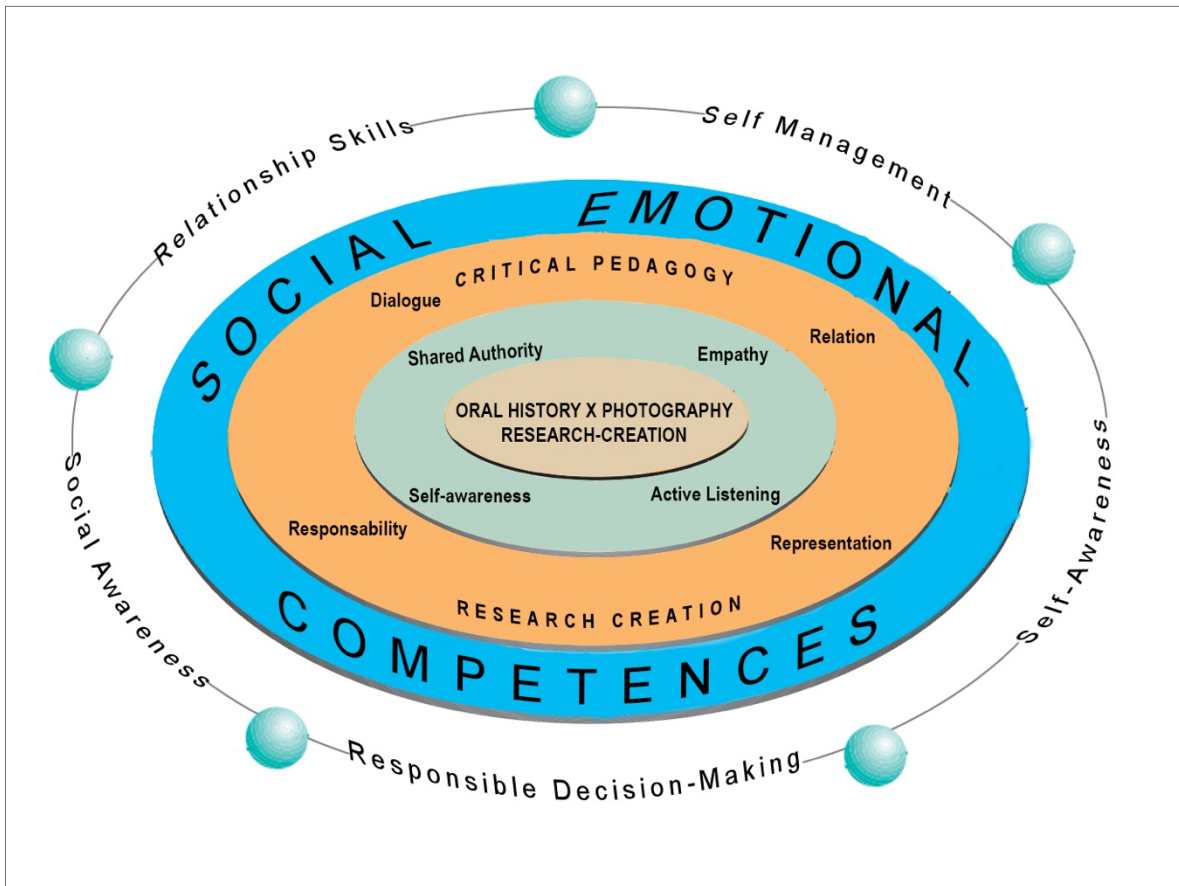 Relationship Skills
Self Management
SOCIAL EMOTIONAL
CRITICAL PEDAGOGY
Dialogue
Relation
Shared Authority
Empathy
ORAL HISTORY X PHOTOGRAPHY
RESEARCH-CREATION
Self-awareness
Active Listening
Responsability
Representation
RESEARCH CREATION
COMPETENCES
Social Awareness
Self-Awareness
Responsible Decision-Making